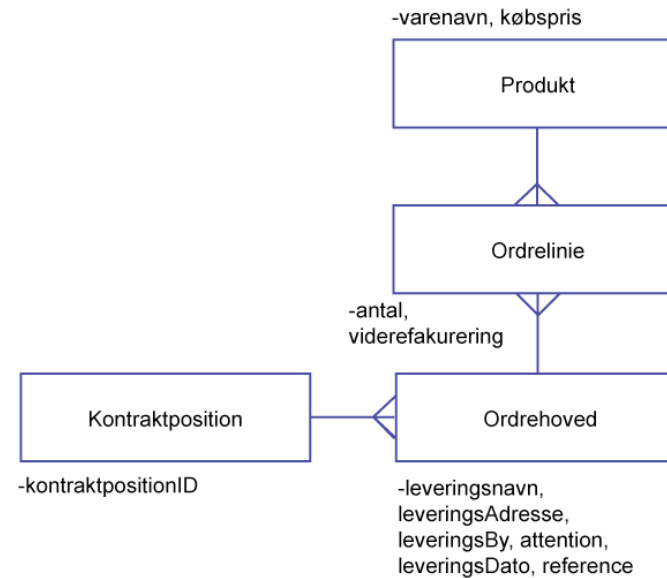 -varenavn, købspris
Produkt
Ordrelinie
-antal,
viderefakurering
Kontraktposition
Ordrehoved
-kontraktpositionID
-leveringsnavn,
leveringsAdresse,
leveringsBy, attention,
leveringsDato, reference